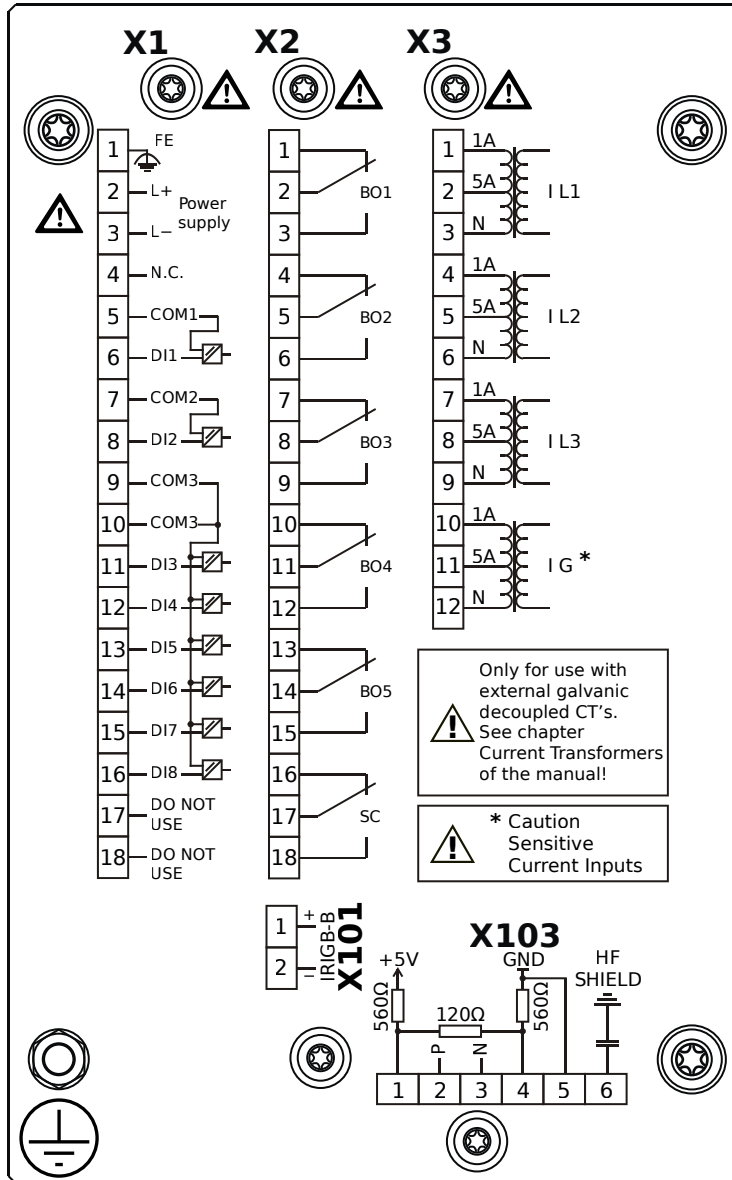 X1 X2 X3
1 FE
2 L+
Power
supply
3 L−
4 N.C.
5 COM1
6 DI1
7 COM2
8 DI2
9 COM3
10 COM3
11 DI3
12 DI4
13 DI5
14 DI6
15 DI7
16 DI8
17 DO NOT
USE
18 DO NOT
USE
1
2 BO1
3
4
5 BO2
6
7
8 BO3
9
10
11 BO4
12
13
14 BO5
15
16
17 SC
18
1 1A
2 5A I L1
3 N
4 1A
5 5A I L2
6 N
7 1A
8 5A I L3
9 N
10 1A
11 5A I G *
12 N
! Only for use with
external galvanic
decoupled CT's.
See chapter
Current Transformers
of the manual!
! * Caution
Sensitive
Current Inputs
1 +
2 −
IRIGB-B
X101
X103
+5V GND HF
SHIELD
560Ω 120Ω 560Ω
P N
1 2 3 4 5 6